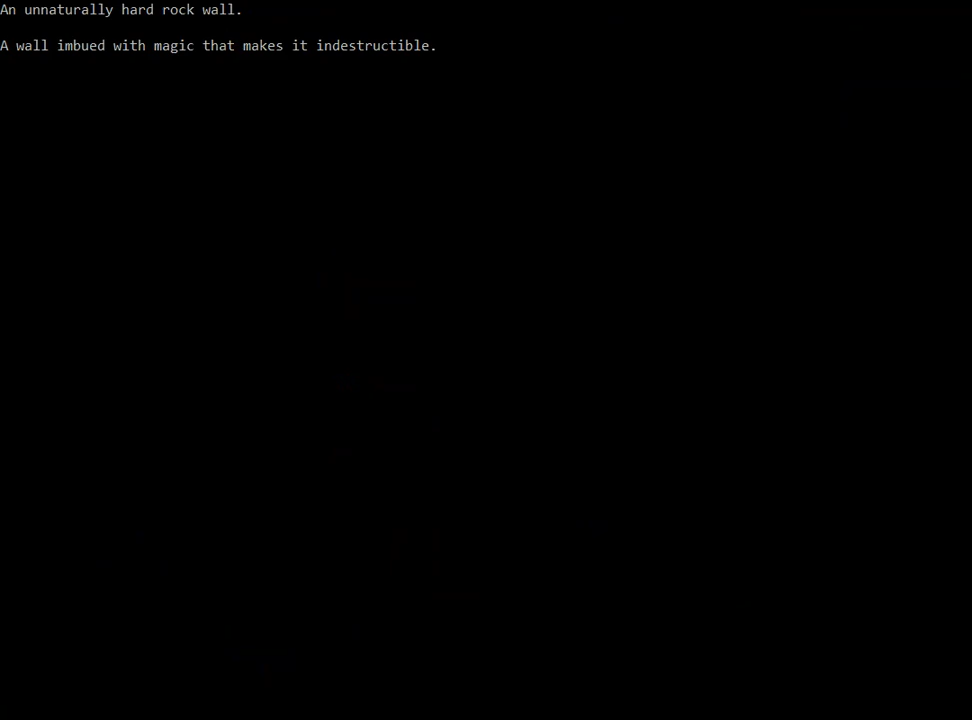 An unnaturally hard rock wall.
A wall imbued with magic that makes it indestructible.